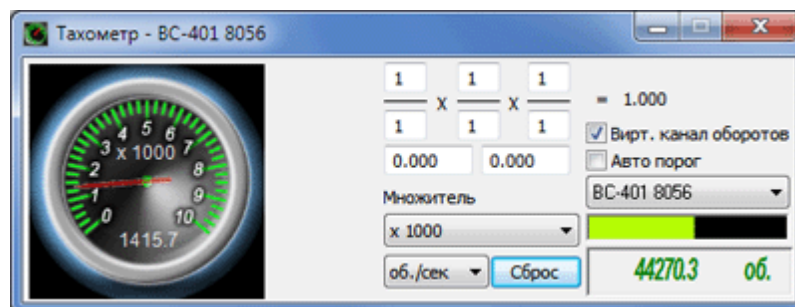 Тахометр - BC-401 8056
0 1 2 3 4 5 6 7 8 9 10
x 1000
1415.7
1 x 1 x 1
1 1 1
= 1.000
0.000 0.000
Вирт. канал оборотов
Авто порог
Множитель
x 1000
BC-401 8056
об./сек
Сброс
44270.3 об.